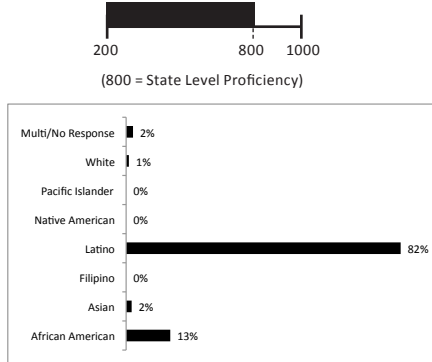 200 800 1000
(800 = State Level Proficiency)
Multi/No Response 2%
White 1%
Pacific Islander 0%
Native American 0%
Latino 82%
Filipino 0%
Asian 2%
African American 13%